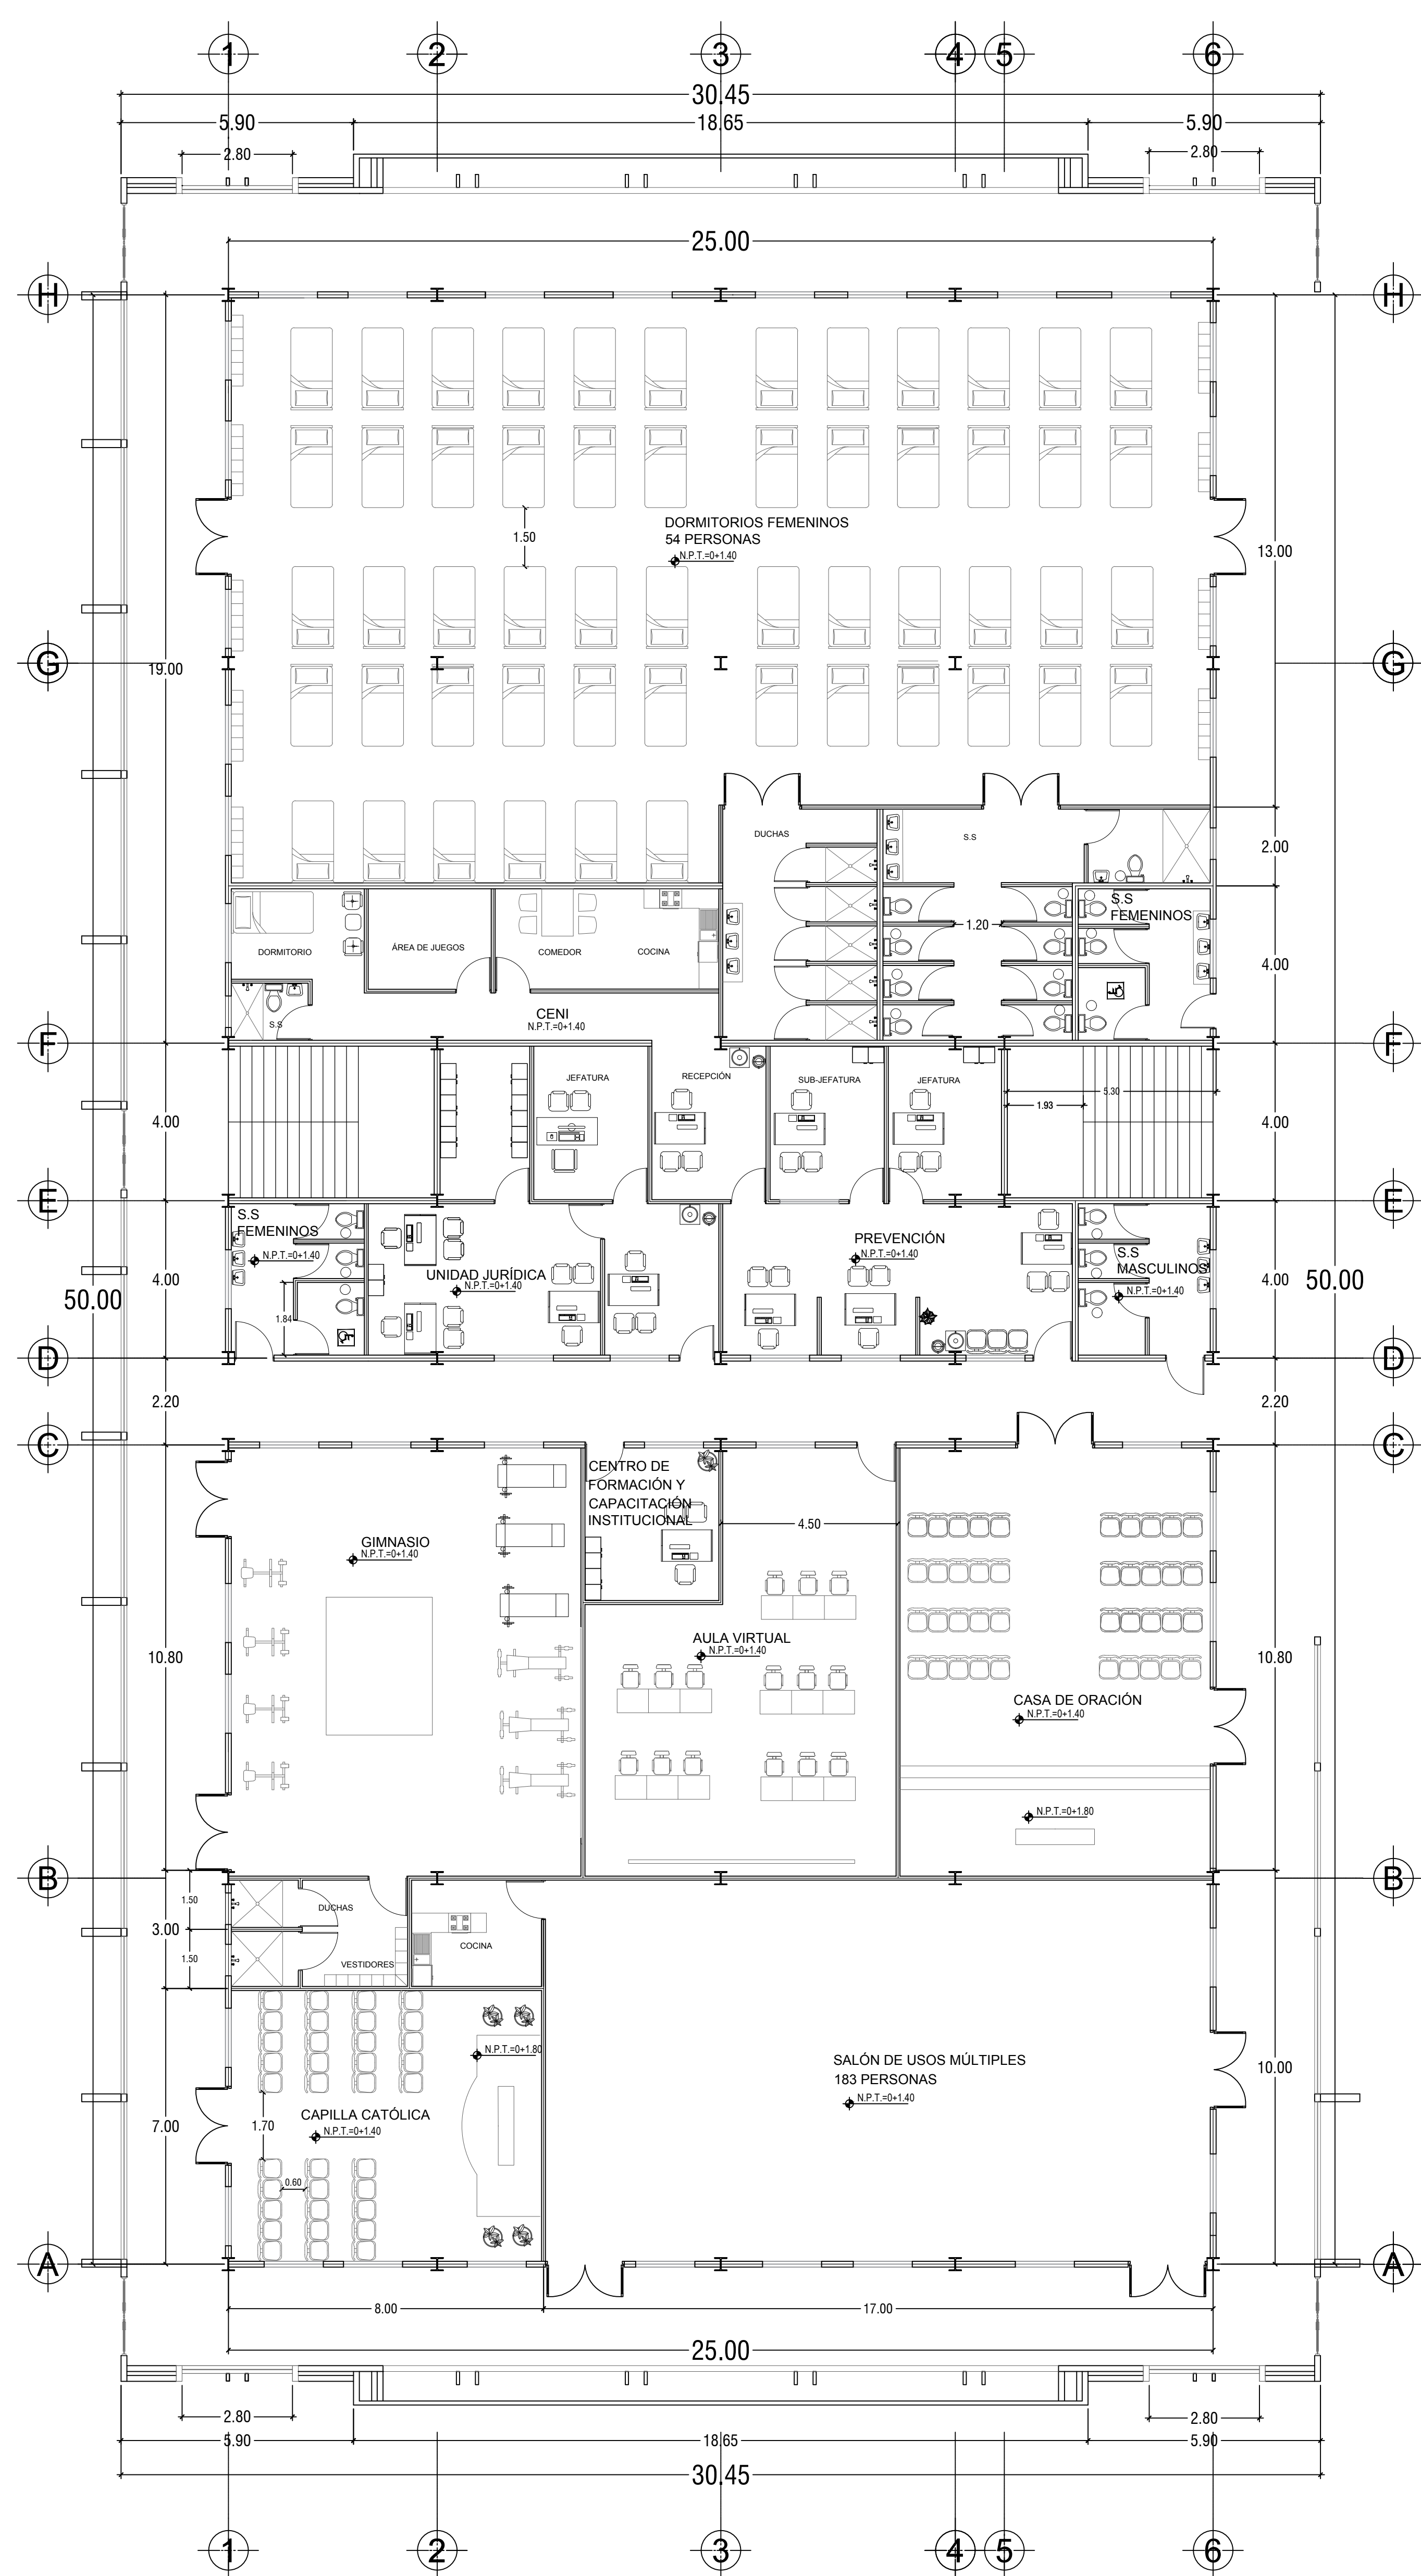 1 2 3 4 5 6
30.45
5.90 18.65 5.90
2.80 2.80
25.00
H H
DORMITORIOS FEMENINOS
54 PERSONAS
N.P.T.=0+1.40
1.50
13.00
G G
19.00
DUCHAS
S.S
2.00
S.S
FEMENINOS
1.20
DORMITORIO
ÁREA DE JUEGOS
COMEDOR
COCINA
4.00
S.S
CENI
N.P.T.=0+1.40
F F
JEFATURA
RECEPCIÓN
SUB-JEFATURA
JEFATURA
5.30
1.93
4.00 4.00
E E
S.S
FEMENINOS
N.P.T.=0+1.40
UNIDAD JURÍDICA
N.P.T.=0+1.40
PREVENCIÓN
N.P.T.=0+1.40
S.S
MASCULINOS
N.P.T.=0+1.40
4.00 4.00
50.00 50.00
1.84
D D
2.20 2.20
C C
CENTRO DE
FORMACIÓN Y
CAPACITACIÓN
INSTITUCIONAL
4.50
GIMNASIO
N.P.T.=0+1.40
AULA VIRTUAL
N.P.T.=0+1.40
10.80 10.80
CASA DE ORACIÓN
N.P.T.=0+1.40
N.P.T.=0+1.80
B B
1.50
DUCHAS
3.00
COCINA
1.50
VESTIDORES
N.P.T.=0+1.80
SALÓN DE USOS MÚLTIPLES
183 PERSONAS
N.P.T.=0+1.40
10.00
CAPILLA CATÓLICA
N.P.T.=0+1.40
7.00
1.70
0.60
A A
8.00 17.00
25.00
2.80 2.80
5.90 18.65 5.90
30.45
1 2 3 4 5 6